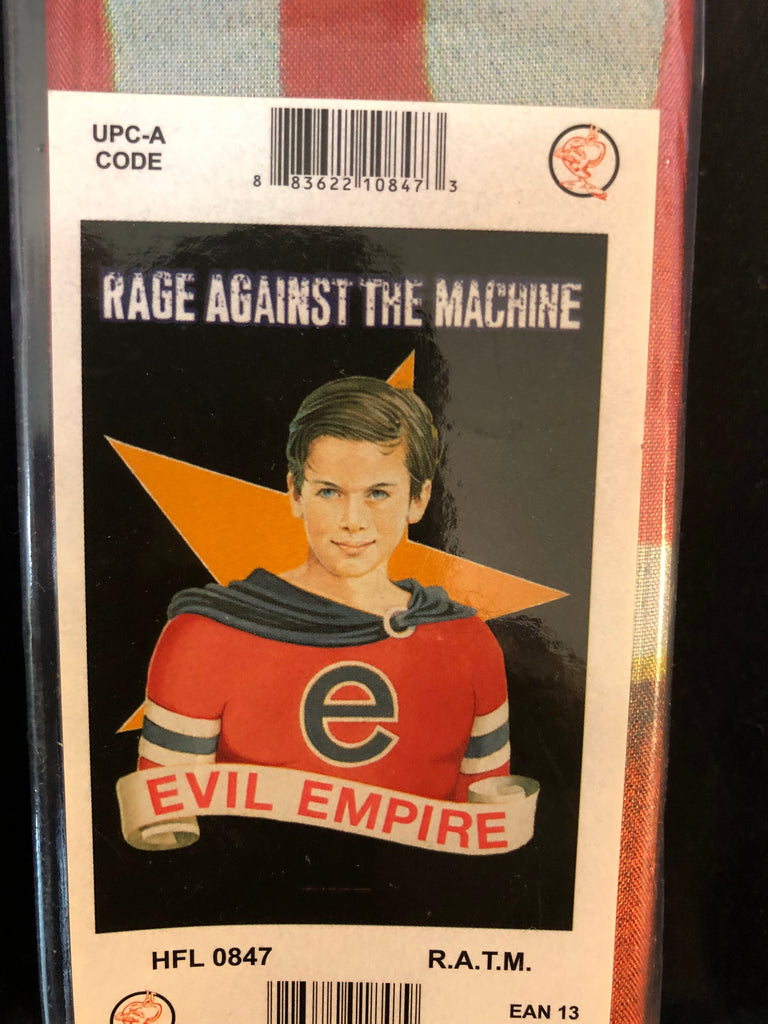 UPC-A
CODE
8 83622 10847 3
RAGE AGAINST THE MACHINE
e
EVIL EMPIRE
HFL 0847
R.A.T.M.
EAN 13